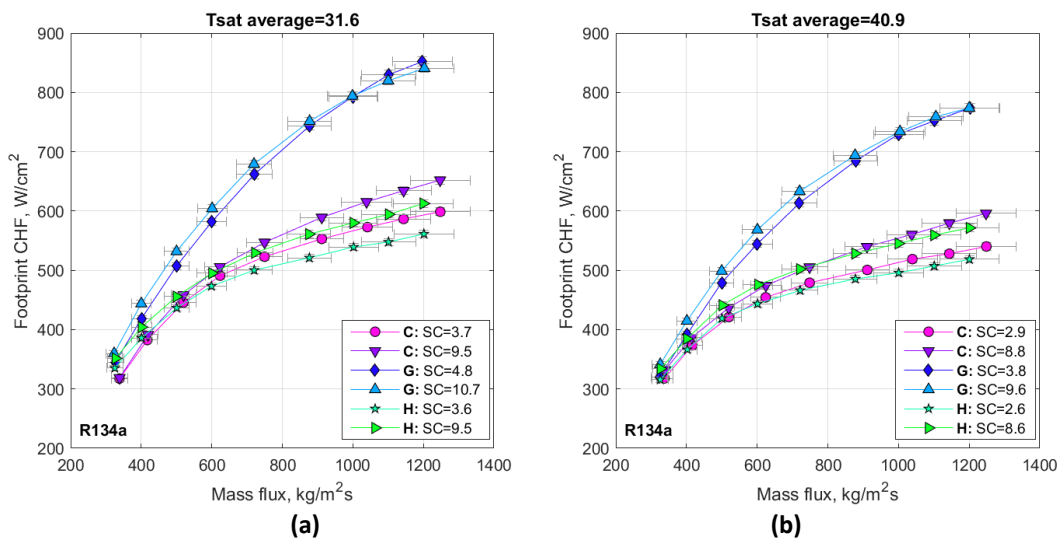 Tsat average=31.6
Footprint CHF, W/cm²
900
800
700
600
500
400
300
200
C: SC=3.7
C: SC=9.5
G: SC=4.8
G: SC=10.7
H: SC=3.6
H: SC=9.5
R134a
200 400 600 800 1000 1200 1400
Mass flux, kg/m²s
(a)
Tsat average=40.9
Footprint CHF, W/cm²
900
800
700
600
500
400
300
200
C: SC=2.9
C: SC=8.8
G: SC=3.8
G: SC=9.6
H: SC=2.6
H: SC=8.6
R134a
200 400 600 800 1000 1200 1400
Mass flux, kg/m²s
(b)